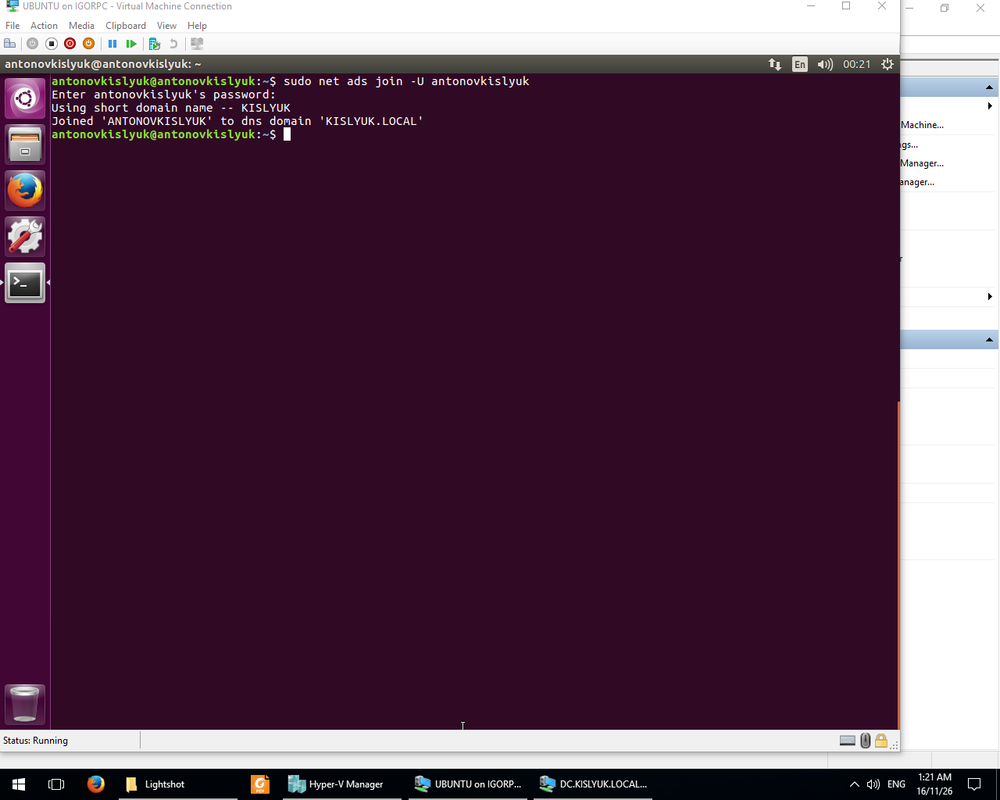 UBUNTU on IGORPC - Virtual Machine Connection
File Action Media Clipboard View Help
antonovkislyuk@antonovkislyuk: ~
En 00:21
antonovkislyuk@antonovkislyuk:~$ sudo net ads join -U antonovkislyuk
Enter antonovkislyuk's password:
Using short domain name -- KISLYUK
Joined 'ANTONOVKISLYUK' to dns domain 'KISLYUK.LOCAL'
antonovkislyuk@antonovkislyuk:~$
>_
Machine...
gs...
Manager...
anager...
r
Status: Running
Lightshot
PDF
Hyper-V Manager
UBUNTU on IGORP...
DC.KISLYUK.LOCAL...
ENG
1:21 AM
16/11/26